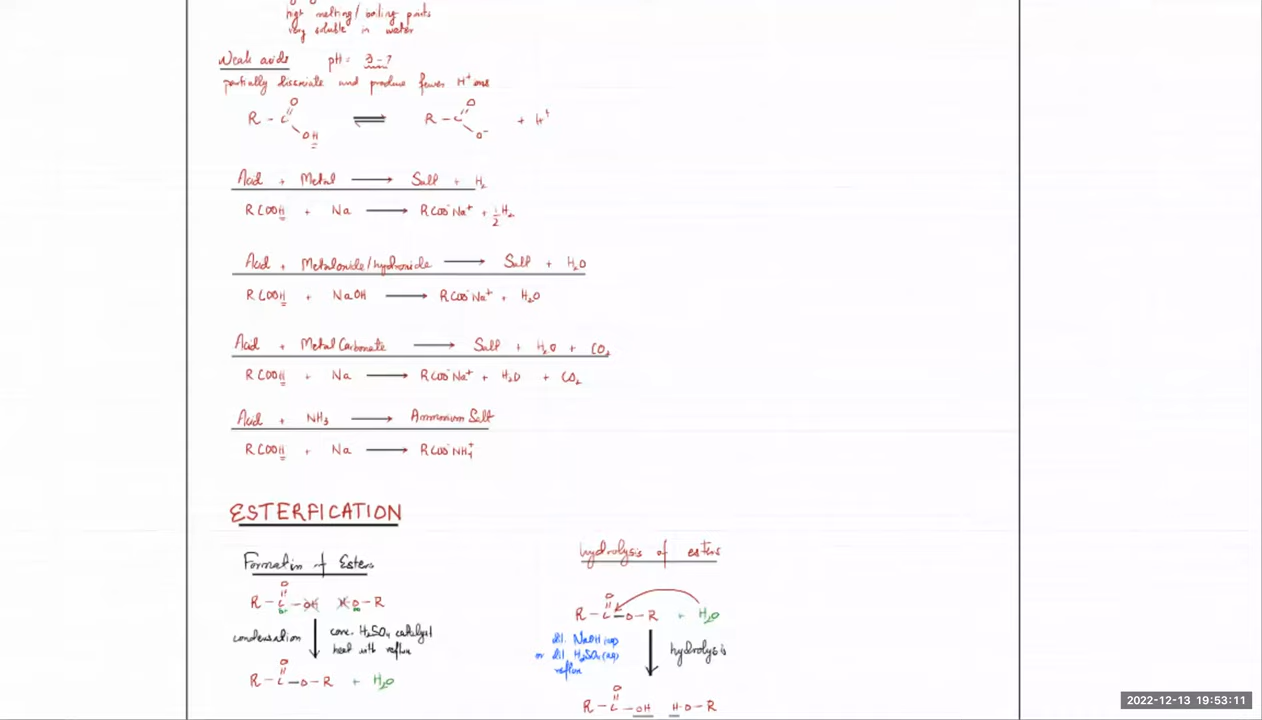 high melting/boiling points
very soluble in water
Weak acids pH = 3-7
partially dissociate and produce fewer H⁺ ions
R - C O OH ⇌ R - C O O⁻ + H⁺
Acid + Metal → Salt + H₂
RCOOH + Na → RCOO⁻Na⁺ + 1/2 H₂
Acid + Metal oxide/hydroxide → Salt + H₂O
RCOOH + NaOH → RCOO⁻Na⁺ + H₂O
Acid + Metal Carbonate → Salt + H₂O + CO₂
RCOOH + Na → RCOO⁻Na⁺ + H₂O + CO₂
Acid + NH₃ → Ammonium Salt
RCOOH + Na → RCOO⁻NH₄⁺
ESTERFICATION
Formation of Esters
O
R - C - OH H O - R
condensation conc. H₂SO₄ catalyst
heat with reflux
O
R - C - O - R + H₂O
hydrolysis of esters
O
R - C - O - R + H₂O
dil. NaOH (aq)
or dil. H₂SO₄ (aq)
reflux
hydrolysis
O
R - C - OH H - O - R
2022-12-13 19:53:11